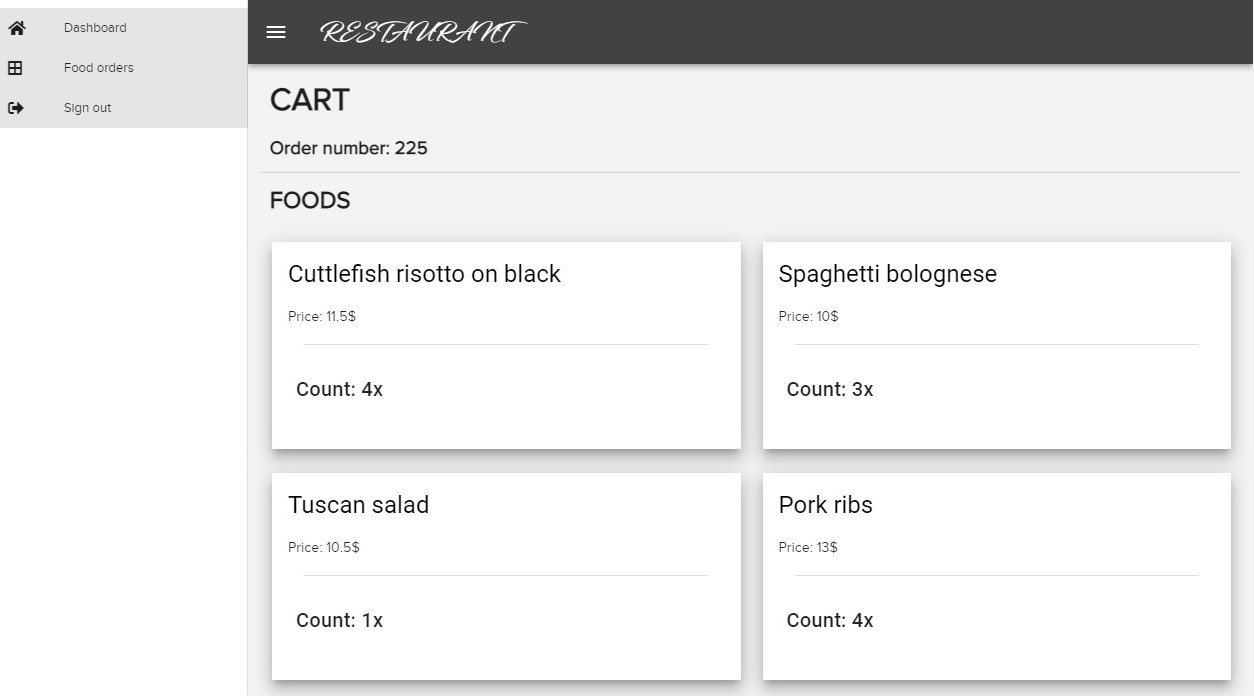 Dashboard
Food orders
Sign out
RESTAURANT
CART
Order number: 225
FOODS
Cuttlefish risotto on black
Price: 11.5$
Count: 4x
Spaghetti bolognese
Price: 10$
Count: 3x
Tuscan salad
Price: 10.5$
Count: 1x
Pork ribs
Price: 13$
Count: 4x